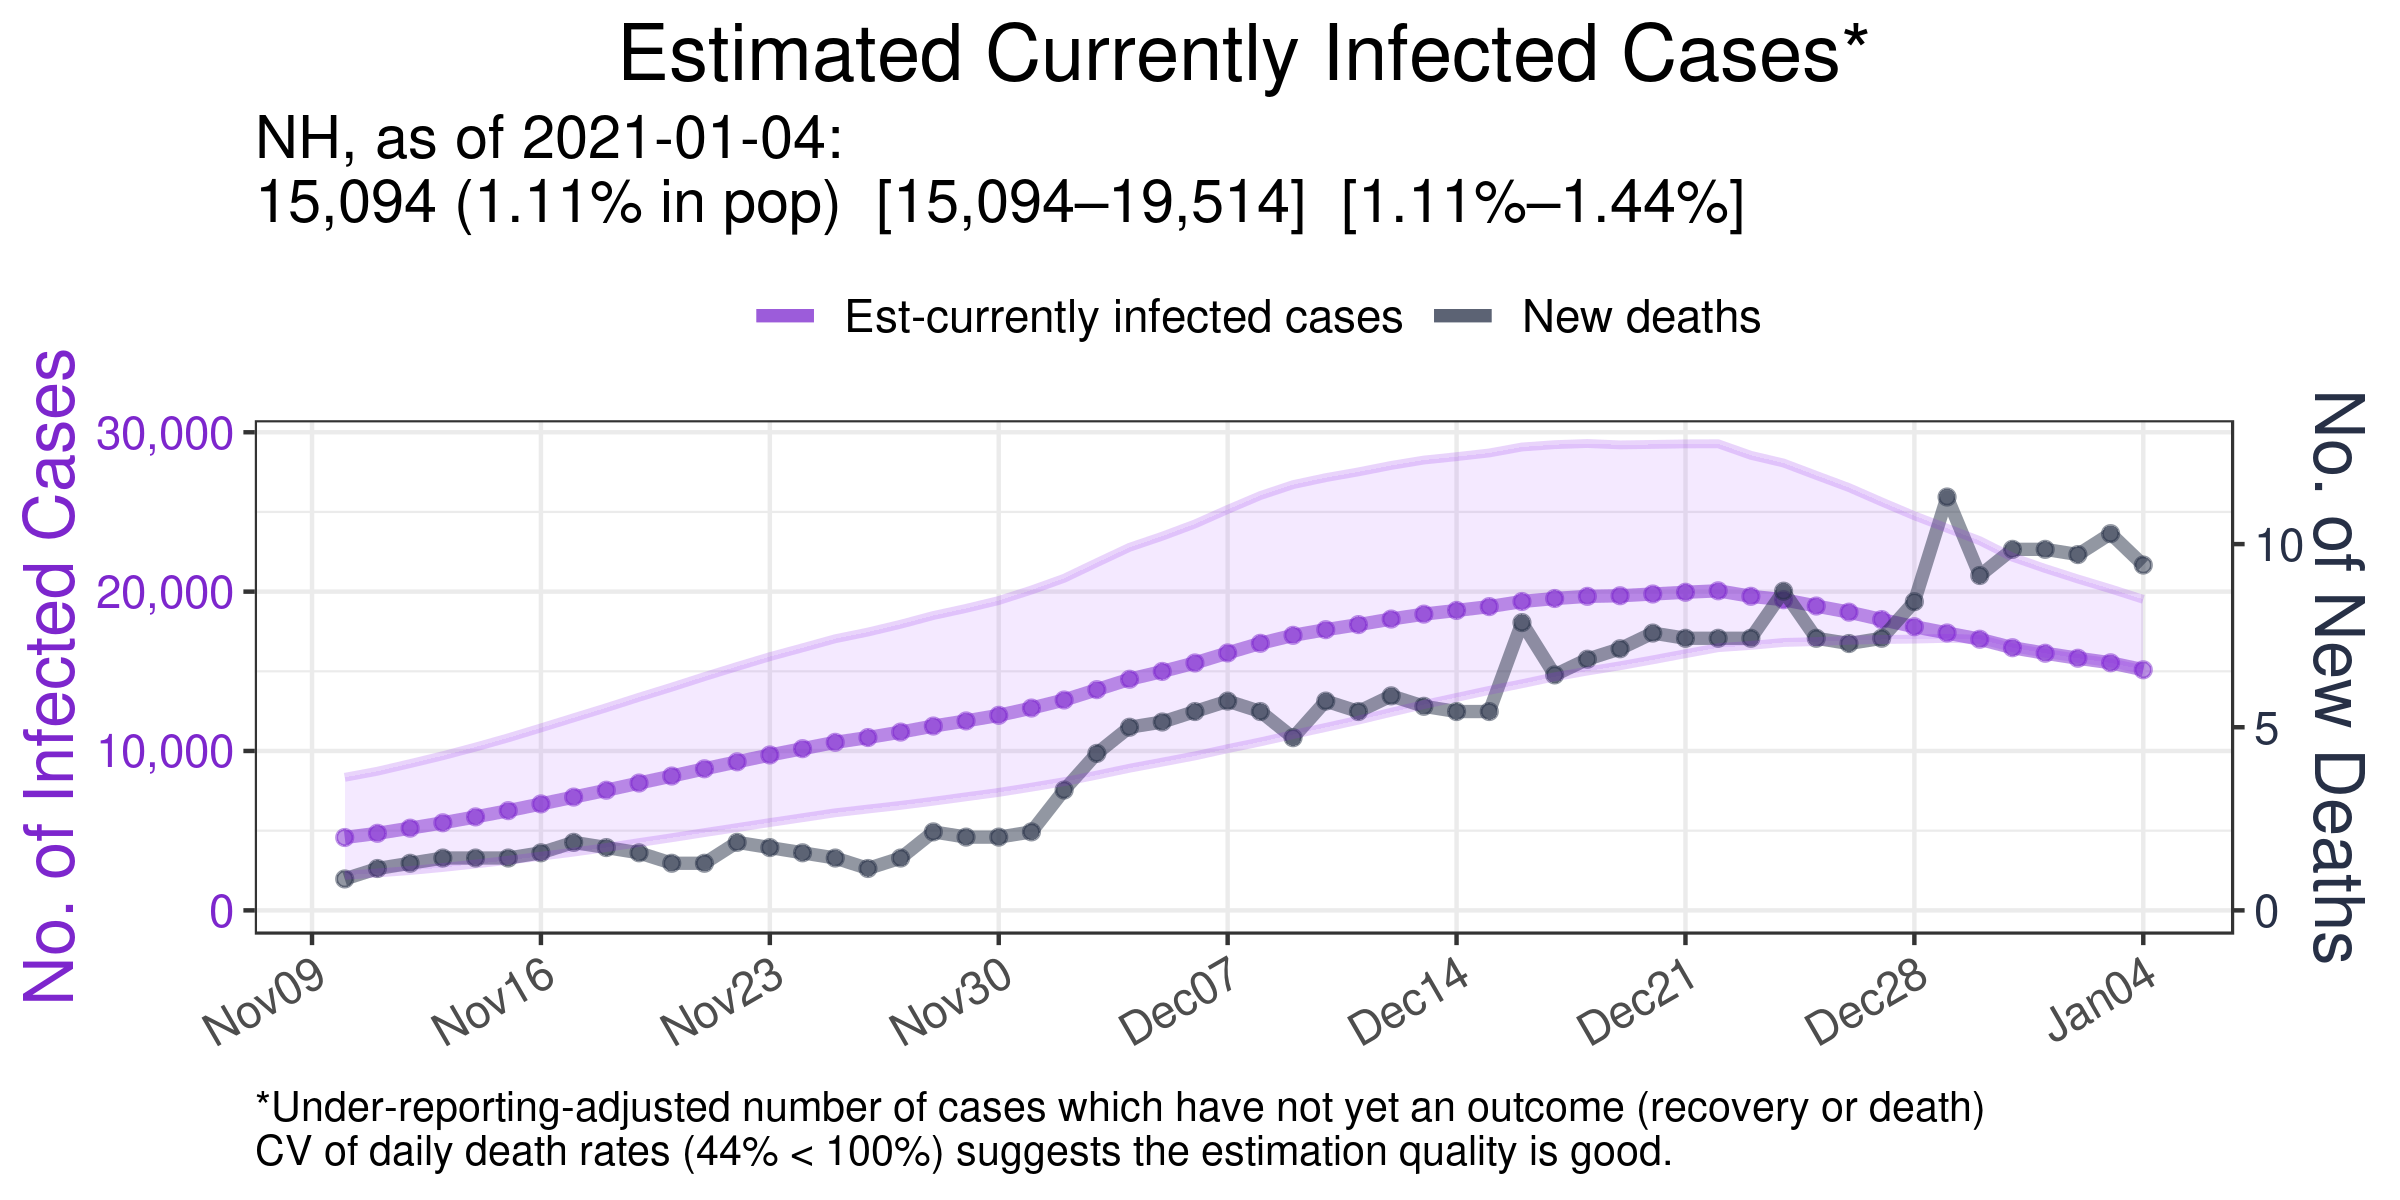 Estimated Currently Infected Cases*
NH, as of 2021-01-04:
15,094 (1.11% in pop)  [15,094–19,514]  [1.11%–1.44%]
Est-currently infected cases
New deaths
No. of Infected Cases
30,000
20,000
10,000
0
No. of New Deaths
10
5
0
Nov09
Nov16
Nov23
Nov30
Dec07
Dec14
Dec21
Dec28
Jan04
*Under-reporting-adjusted number of cases which have not yet an outcome (recovery or death)
CV of daily death rates (44% < 100%) suggests the estimation quality is good.